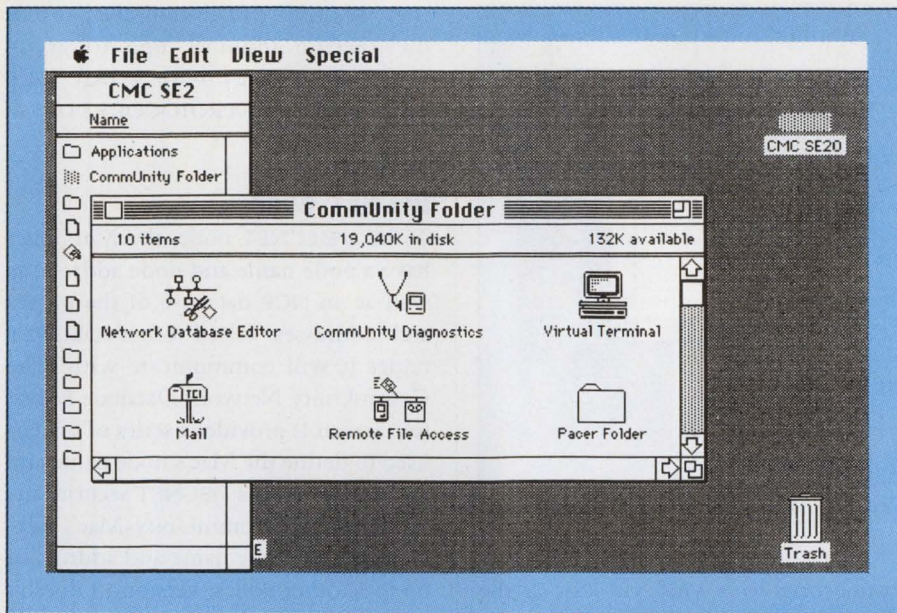 File Edit View Special
CMC SE2
Name
Applications
CommUnity Folder
CMC SE20
CommUnity Folder
10 items 19,040K in disk 132K available
Network Database Editor CommUnity Diagnostics Virtual Terminal
TCI
Mail Remote File Access Pacer Folder
E
Trash